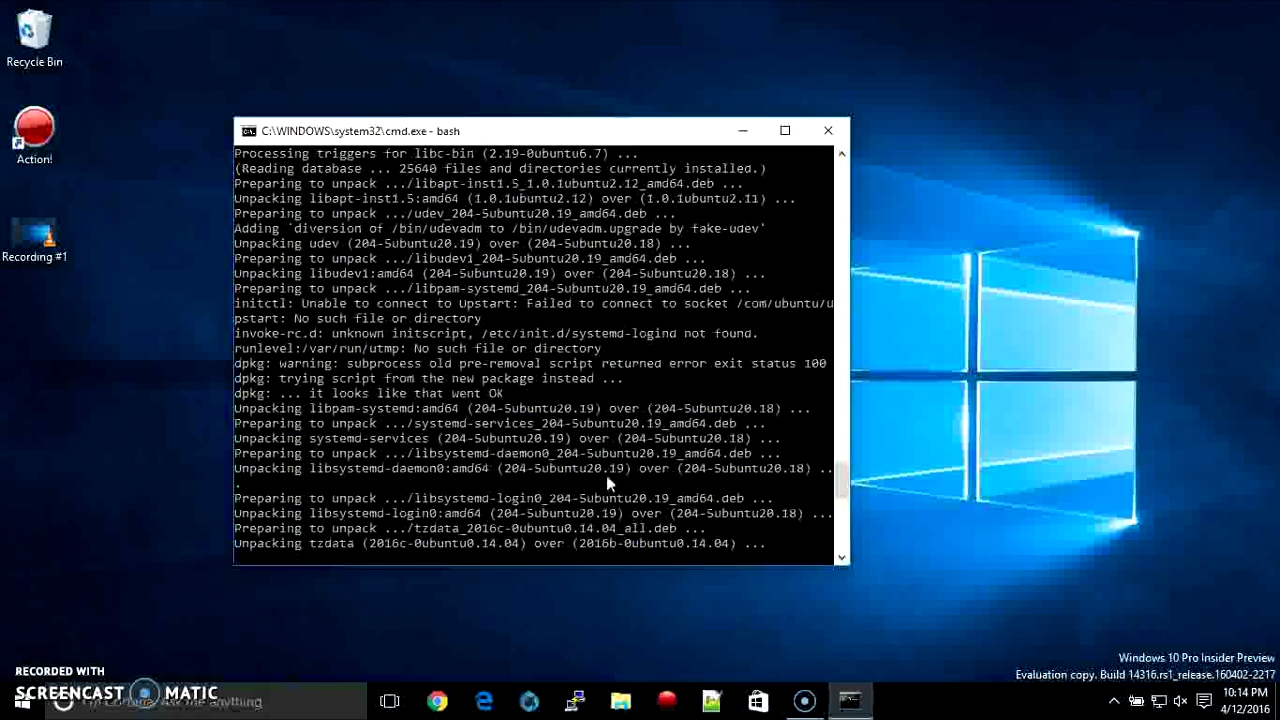 Recycle Bin
Action!
Recording #1
C:\WINDOWS\system32\cmd.exe - bash
Processing triggers for libc-bin (2.19-0ubuntu6.7) ...
(Reading database ... 25640 files and directories currently installed.)
Preparing to unpack .../libapt-inst1.5_1.0.1ubuntu2.12_amd64.deb ...
Unpacking libapt-inst1.5:amd64 (1.0.1ubuntu2.12) over (1.0.1ubuntu2.11) ...
Preparing to unpack .../udev_204-5ubuntu20.19_amd64.deb ...
Adding `diversion of /bin/udevadm to /bin/udevadm.upgrade by fake-udev'
Unpacking udev (204-5ubuntu20.19) over (204-5ubuntu20.18) ...
Preparing to unpack .../libudev1_204-5ubuntu20.19_amd64.deb ...
Unpacking libudev1:amd64 (204-5ubuntu20.19) over (204-5ubuntu20.18) ...
Preparing to unpack .../libpam-systemd_204-5ubuntu20.19_amd64.deb ...
initctl: Unable to connect to Upstart: Failed to connect to socket /com/ubuntu/u
pstart: No such file or directory
invoke-rc.d: unknown initscript, /etc/init.d/systemd-logind not found.
runlevel:/var/run/utmp: No such file or directory
dpkg: warning: subprocess old pre-removal script returned error exit status 100
dpkg: trying script from the new package instead ...
dpkg: ... it looks like that went OK
Unpacking libpam-systemd:amd64 (204-5ubuntu20.19) over (204-5ubuntu20.18) ...
Preparing to unpack .../systemd-services_204-5ubuntu20.19_amd64.deb ...
Unpacking systemd-services (204-5ubuntu20.19) over (204-5ubuntu20.18) ...
Preparing to unpack .../libsystemd-daemon0_204-5ubuntu20.19_amd64.deb ...
Unpacking libsystemd-daemon0:amd64 (204-5ubuntu20.19) over (204-5ubuntu20.18) ..
.
Preparing to unpack .../libsystemd-login0_204-5ubuntu20.19_amd64.deb ...
Unpacking libsystemd-login0:amd64 (204-5ubuntu20.19) over (204-5ubuntu20.18) ...
Preparing to unpack .../tzdata_2016c-0ubuntu0.14.04_all.deb ...
Unpacking tzdata (2016c-0ubuntu0.14.04) over (2016b-0ubuntu0.14.04) ...
Windows 10 Pro Insider Preview
Evaluation copy. Build 14316.rs1_release.160402-2217
RECORDED WITH
SCREENCAST MATIC
anything
10:14 PM
4/12/2016